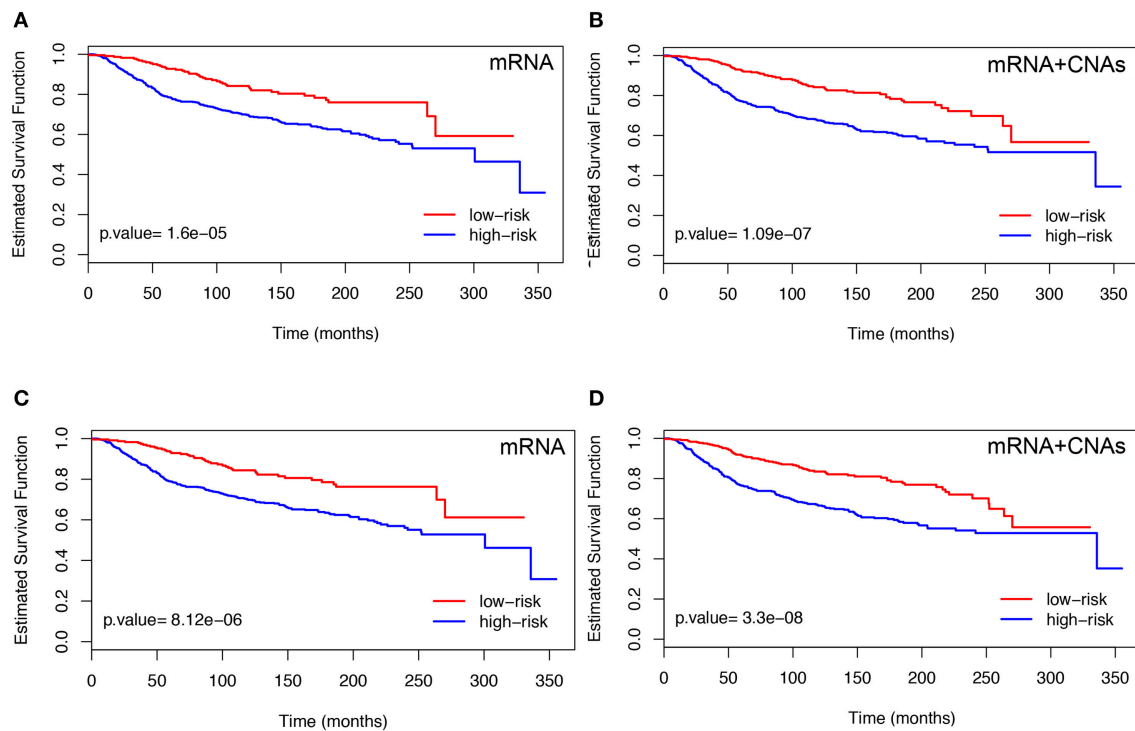 A
Estimated Survival Function
1.0
0.8
0.6
0.4
0.2
0.0
mRNA
low−risk
high−risk
p.value= 1.6e−05
0 50 100 150 200 250 300 350
Time (months)
B
Estimated Survival Function
1.0
0.8
0.6
0.4
0.2
0.0
mRNA+CNAs
low−risk
high−risk
p.value= 1.09e−07
0 50 100 150 200 250 300 350
Time (months)
C
Estimated Survival Function
1.0
0.8
0.6
0.4
0.2
0.0
mRNA
low−risk
high−risk
p.value= 8.12e−06
0 50 100 150 200 250 300 350
Time (months)
D
Estimated Survival Function
1.0
0.8
0.6
0.4
0.2
0.0
mRNA+CNAs
low−risk
high−risk
p.value= 3.3e−08
0 50 100 150 200 250 300 350
Time (months)